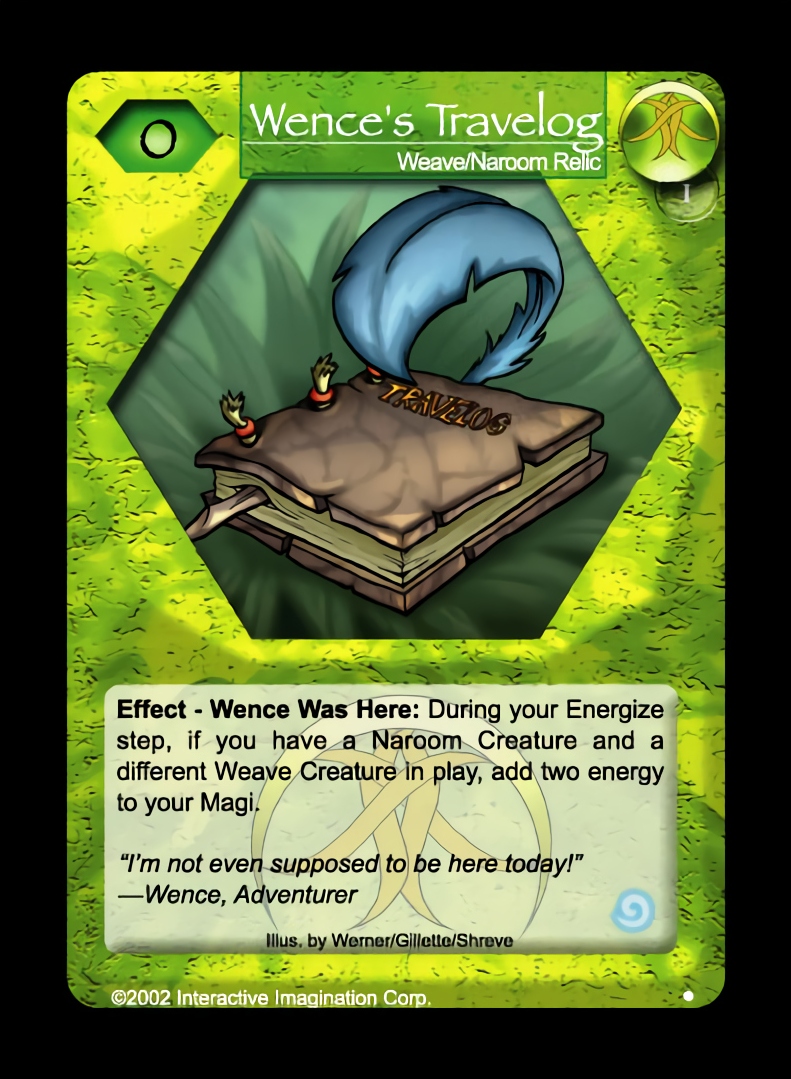 0
Wence's Travelog
Weave/Naroom Relic
I
TRAVELOG
Effect - Wence Was Here: During your Energize
step, if you have a Naroom Creature and a
different Weave Creature in play, add two energy
to your Magi.
“I'm not even supposed to be here today!”
—Wence, Adventurer
Illus. by Werner/Gillette/Shreve
©2002 Interactive Imagination Corp.